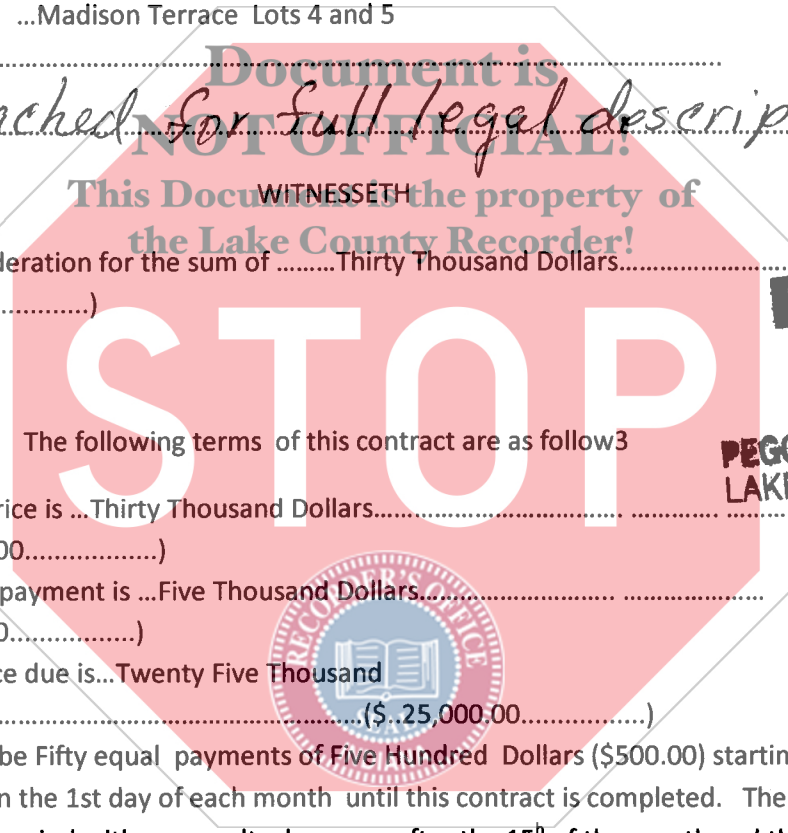 ...Madison Terrace Lots 4 and 5
Document is
ached for full legal descrip
NOT OFFICIAL!
This Document is the property of
WITNESSETH
the Lake County Recorder!
deration for the sum of .........Thirty Thousand Dollars...........................
.............)
STOP
The following terms of this contract are as follow3
PEGG
LAKE
rice is ...Thirty Thousand Dollars.................................... ............. .........
00..................)
payment is ...Five Thousand Dollars............................ ....................
0................)
RECORDER'S OFFICE
SEAL
ce due is...Twenty Five Thousand
....................................................($..25,000.00................)
be Fifty equal payments of Five Hundred Dollars ($500.00) startin
n the 1st day of each month until this contract is completed. The